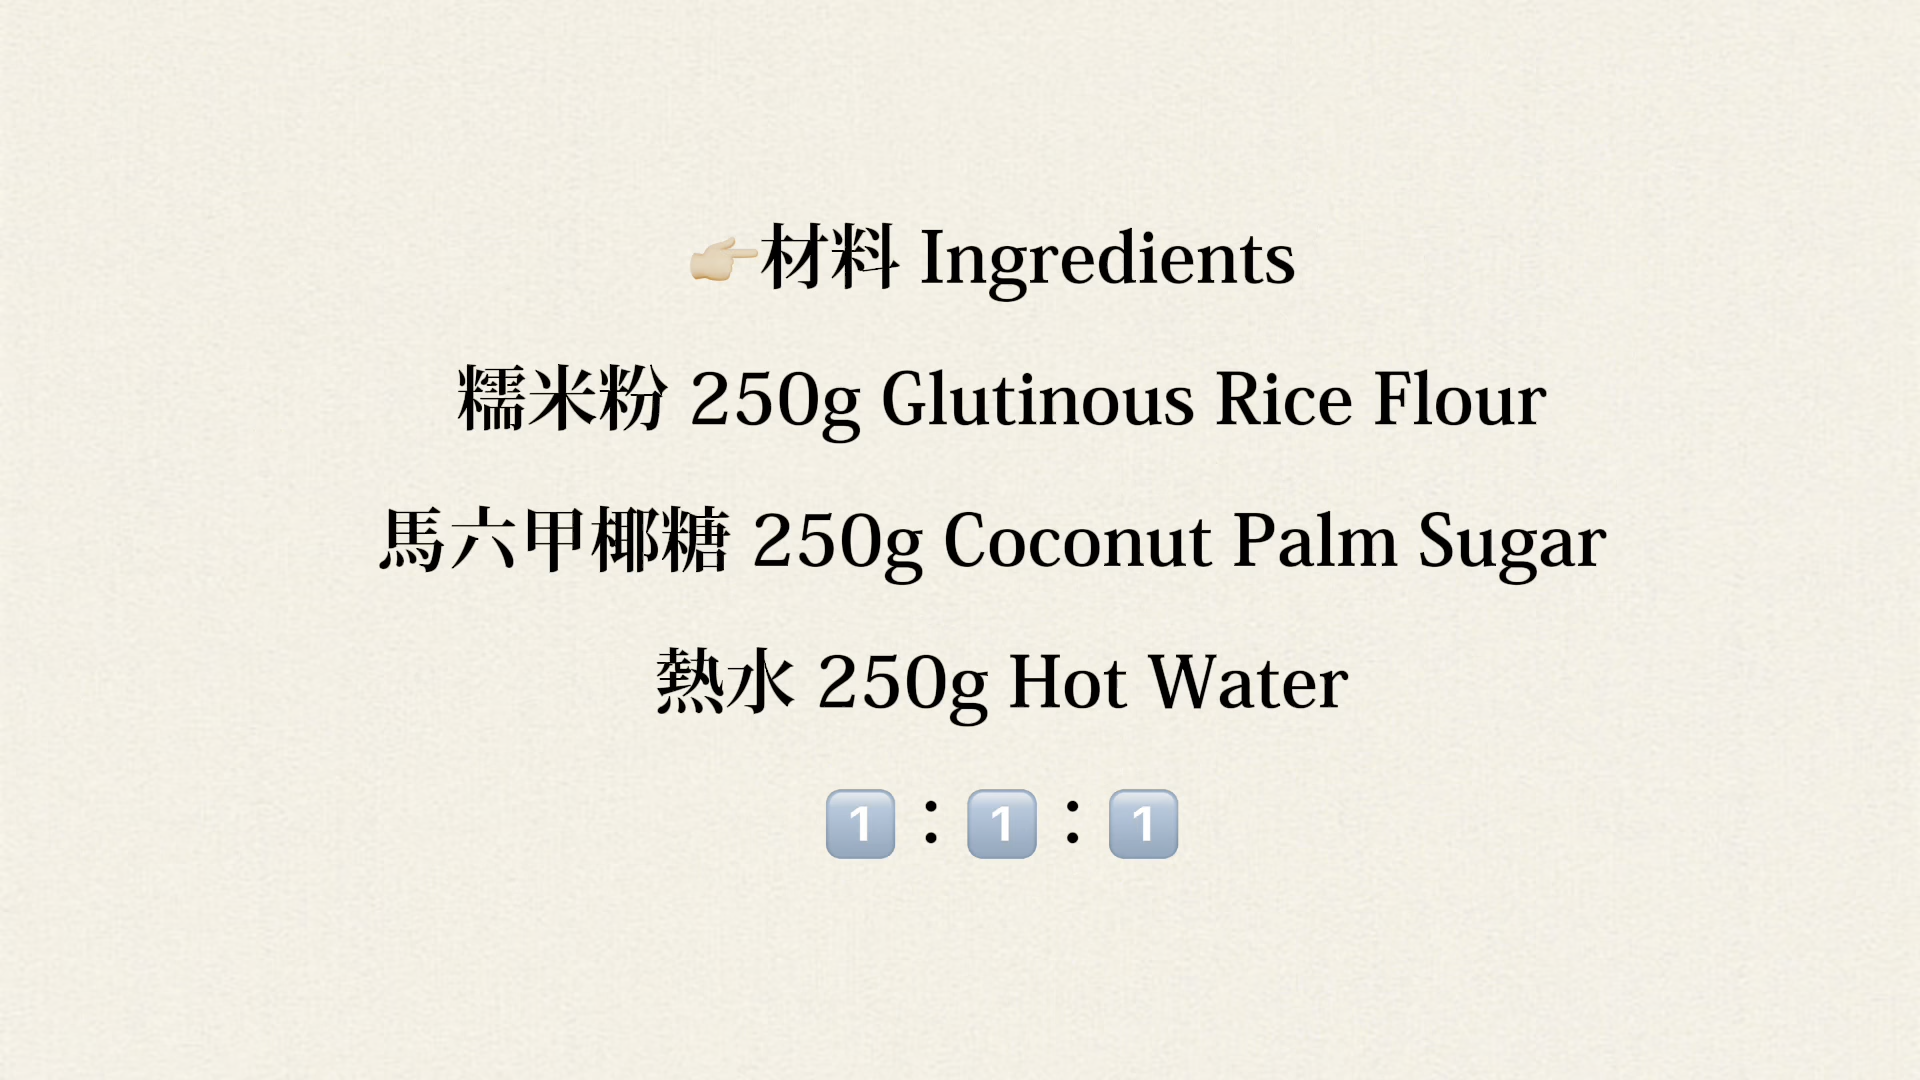 👉🏼材料 Ingredients
糯米粉 250g Glutinous Rice Flour
馬六甲椰糖 250g Coconut Palm Sugar
熱水 250g Hot Water
1️⃣：1️⃣：1️⃣